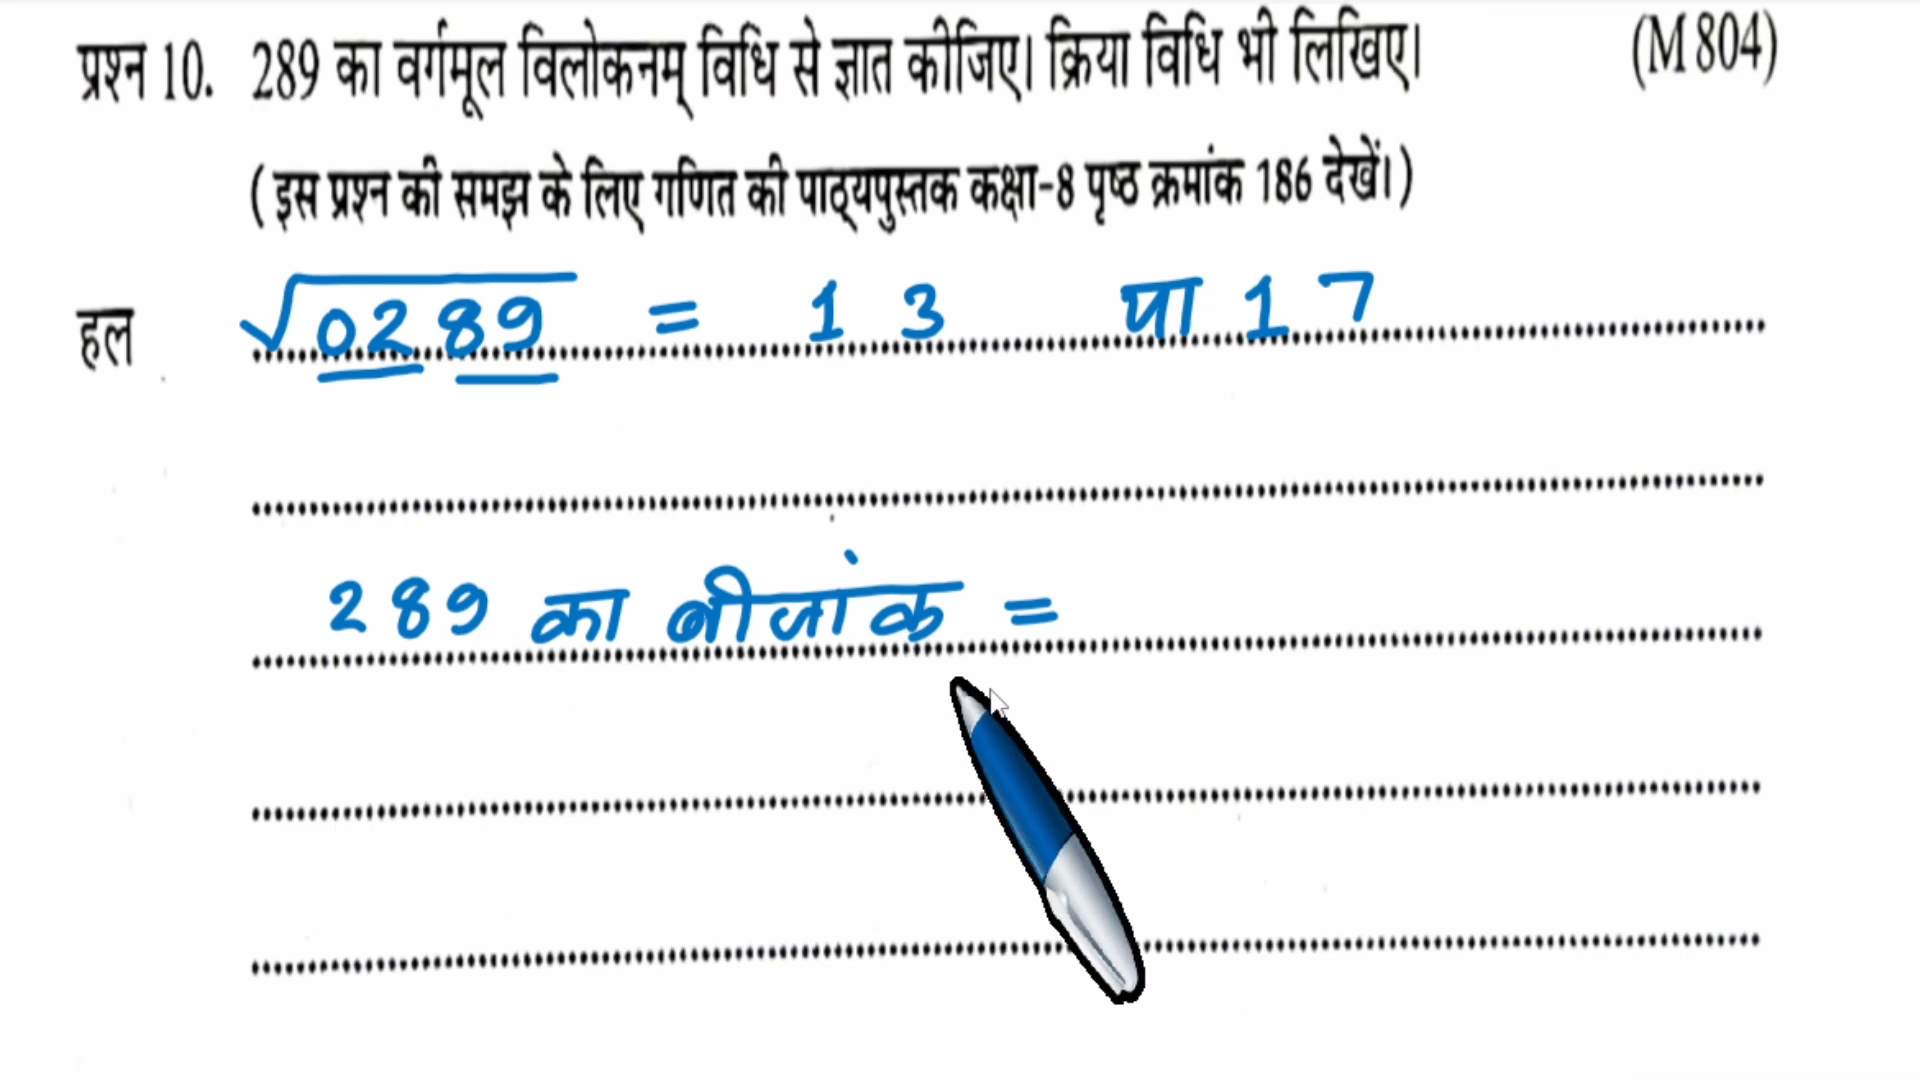 प्रश्न 10. 289 का वर्गमूल विलोकनम् विधि से ज्ञात कीजिए। क्रिया विधि भी लिखिए। (M 804)
( इस प्रश्न की समझ के लिए गणित की पाठ्यपुस्तक कक्षा-8 पृष्ठ क्रमांक 186 देखें। )
हल √0289 = 1 3 या 1 7
289 का बीजांक =